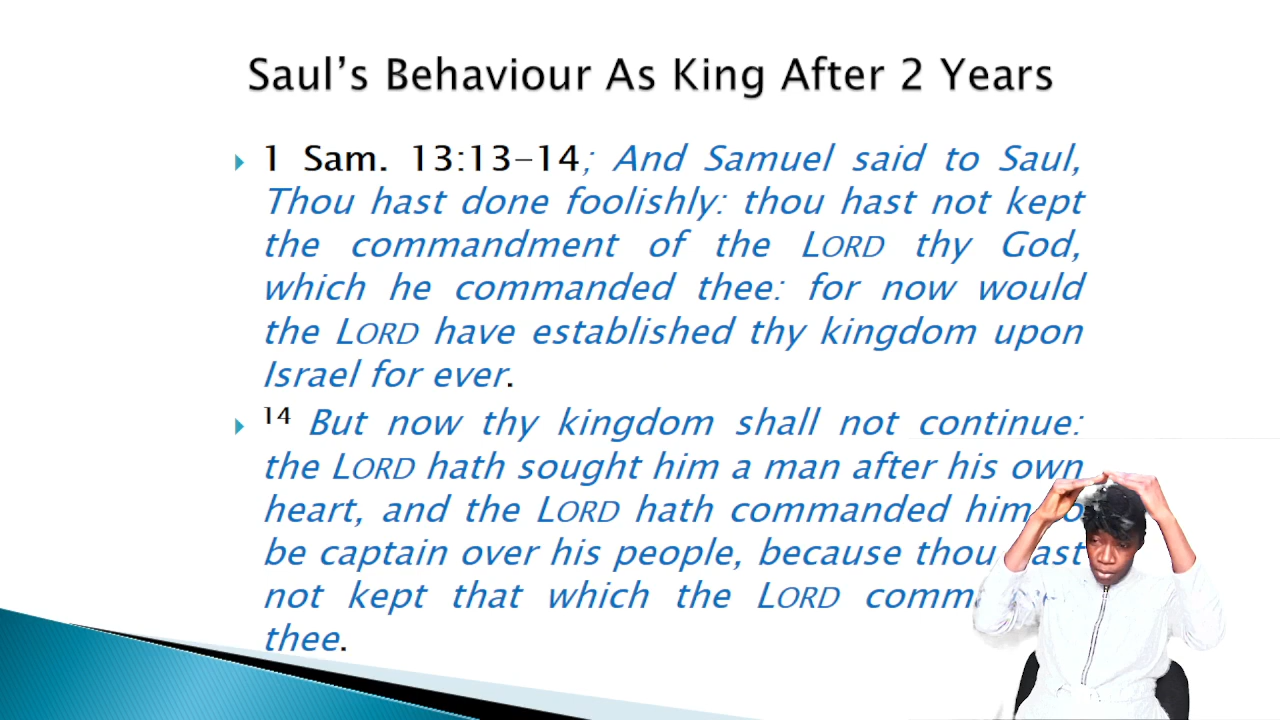 Saul’s Behaviour As King After 2 Years
1 Sam. 13:13-14; And Samuel said to Saul,
Thou hast done foolishly: thou hast not kept
the commandment of the LORD thy God,
which he commanded thee: for now would
the LORD have established thy kingdom upon
Israel for ever.
14 But now thy kingdom shall not continue:
the LORD hath sought him a man after his own
heart, and the LORD hath commanded him
be captain over his people, because thou
not kept that which the LORD
thee.